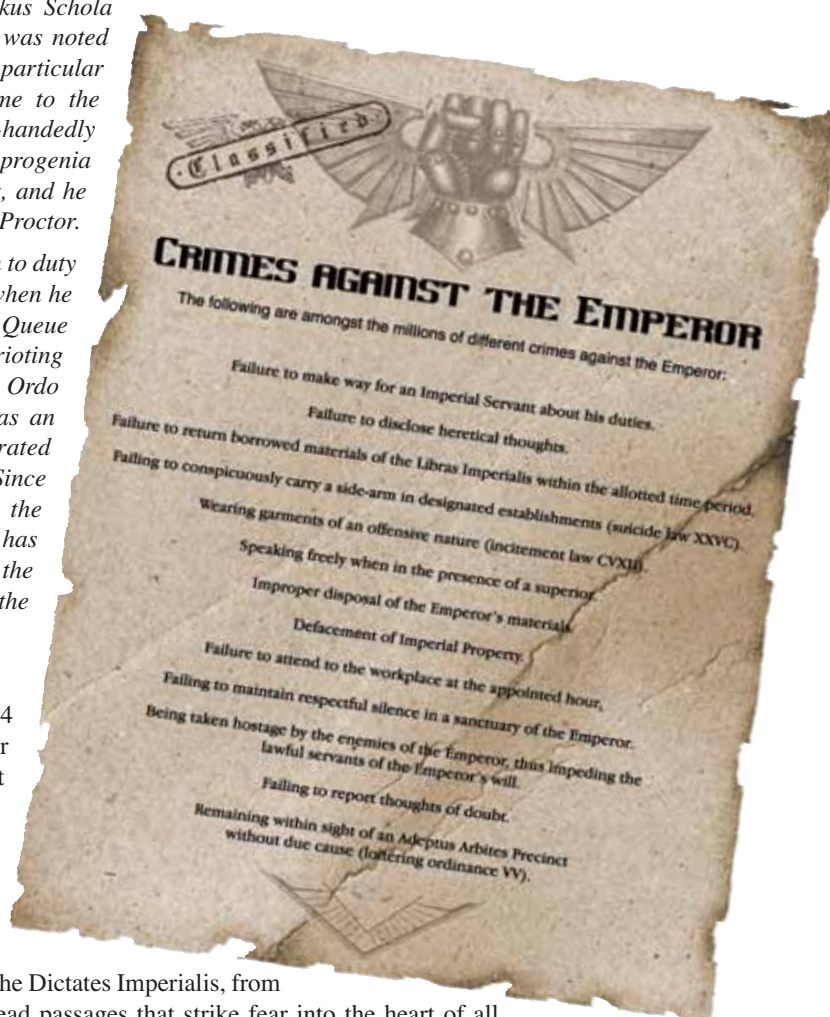 kus Schola
was noted
particular
me to the
-handedly
progenia
, and he
Proctor.
to duty
when he
Queue
rioting
Ordo
as an
rated
Since
the
has
the
the
4
r
t
Classified
CRIMES AGAINST THE EMPEROR
The following are amongst the millions of different crimes against the Emperor:
Failure to make way for an Imperial Servant about his duties.
Failure to disclose heretical thoughts.
Failure to return borrowed materials of the Libras Imperialis within the allotted time period.
Failing to conspicuously carry a side-arm in designated establishments (suicide law XXVC).
Wearing garments of an offensive nature (incitement law CVXII).
Speaking freely when in the presence of a superior.
Improper disposal of the Emperor's materials.
Defacement of Imperial Property.
Failure to attend to the workplace at the appointed hour.
Failing to maintain respectful silence in a sanctuary of the Emperor.
Being taken hostage by the enemies of the Emperor, thus impeding the
lawful servants of the Emperor's will.
Failing to report thoughts of doubt.
Remaining within sight of an Adeptus Arbites Precinct
without due cause (loitering ordinance VV).
he Dictates Imperialis, from
ead passages that strike fear into the heart of all